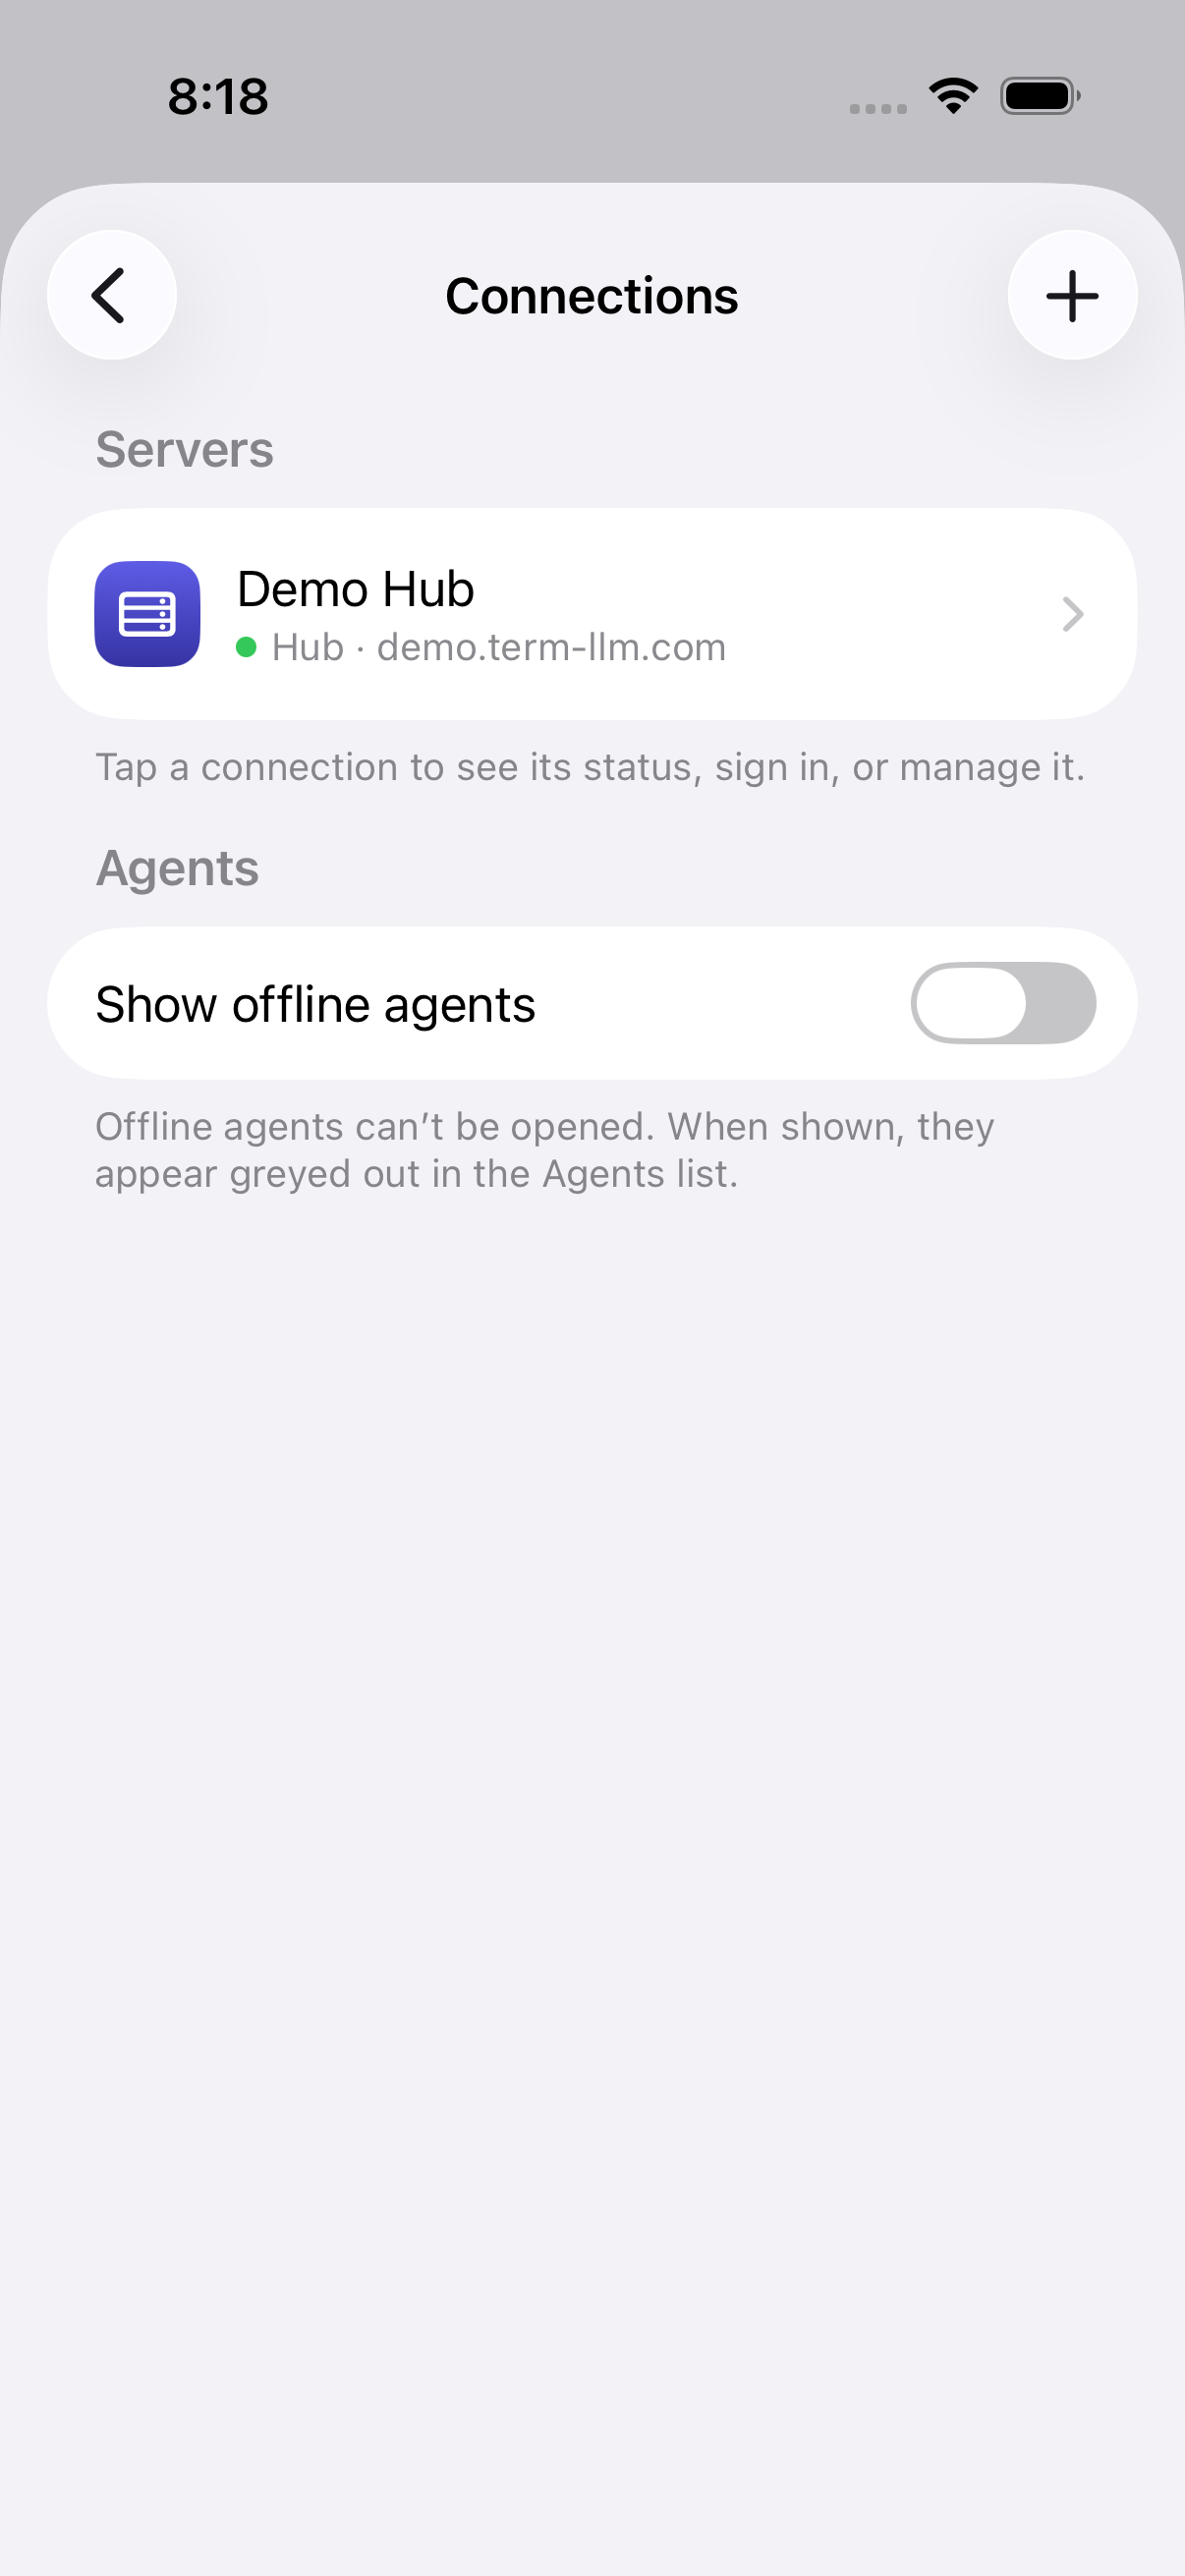 8:18
Connections
Servers
Demo Hub
Hub · demo.term-llm.com
Tap a connection to see its status, sign in, or manage it.
Agents
Show offline agents
Offline agents can’t be opened. When shown, they
appear greyed out in the Agents list.